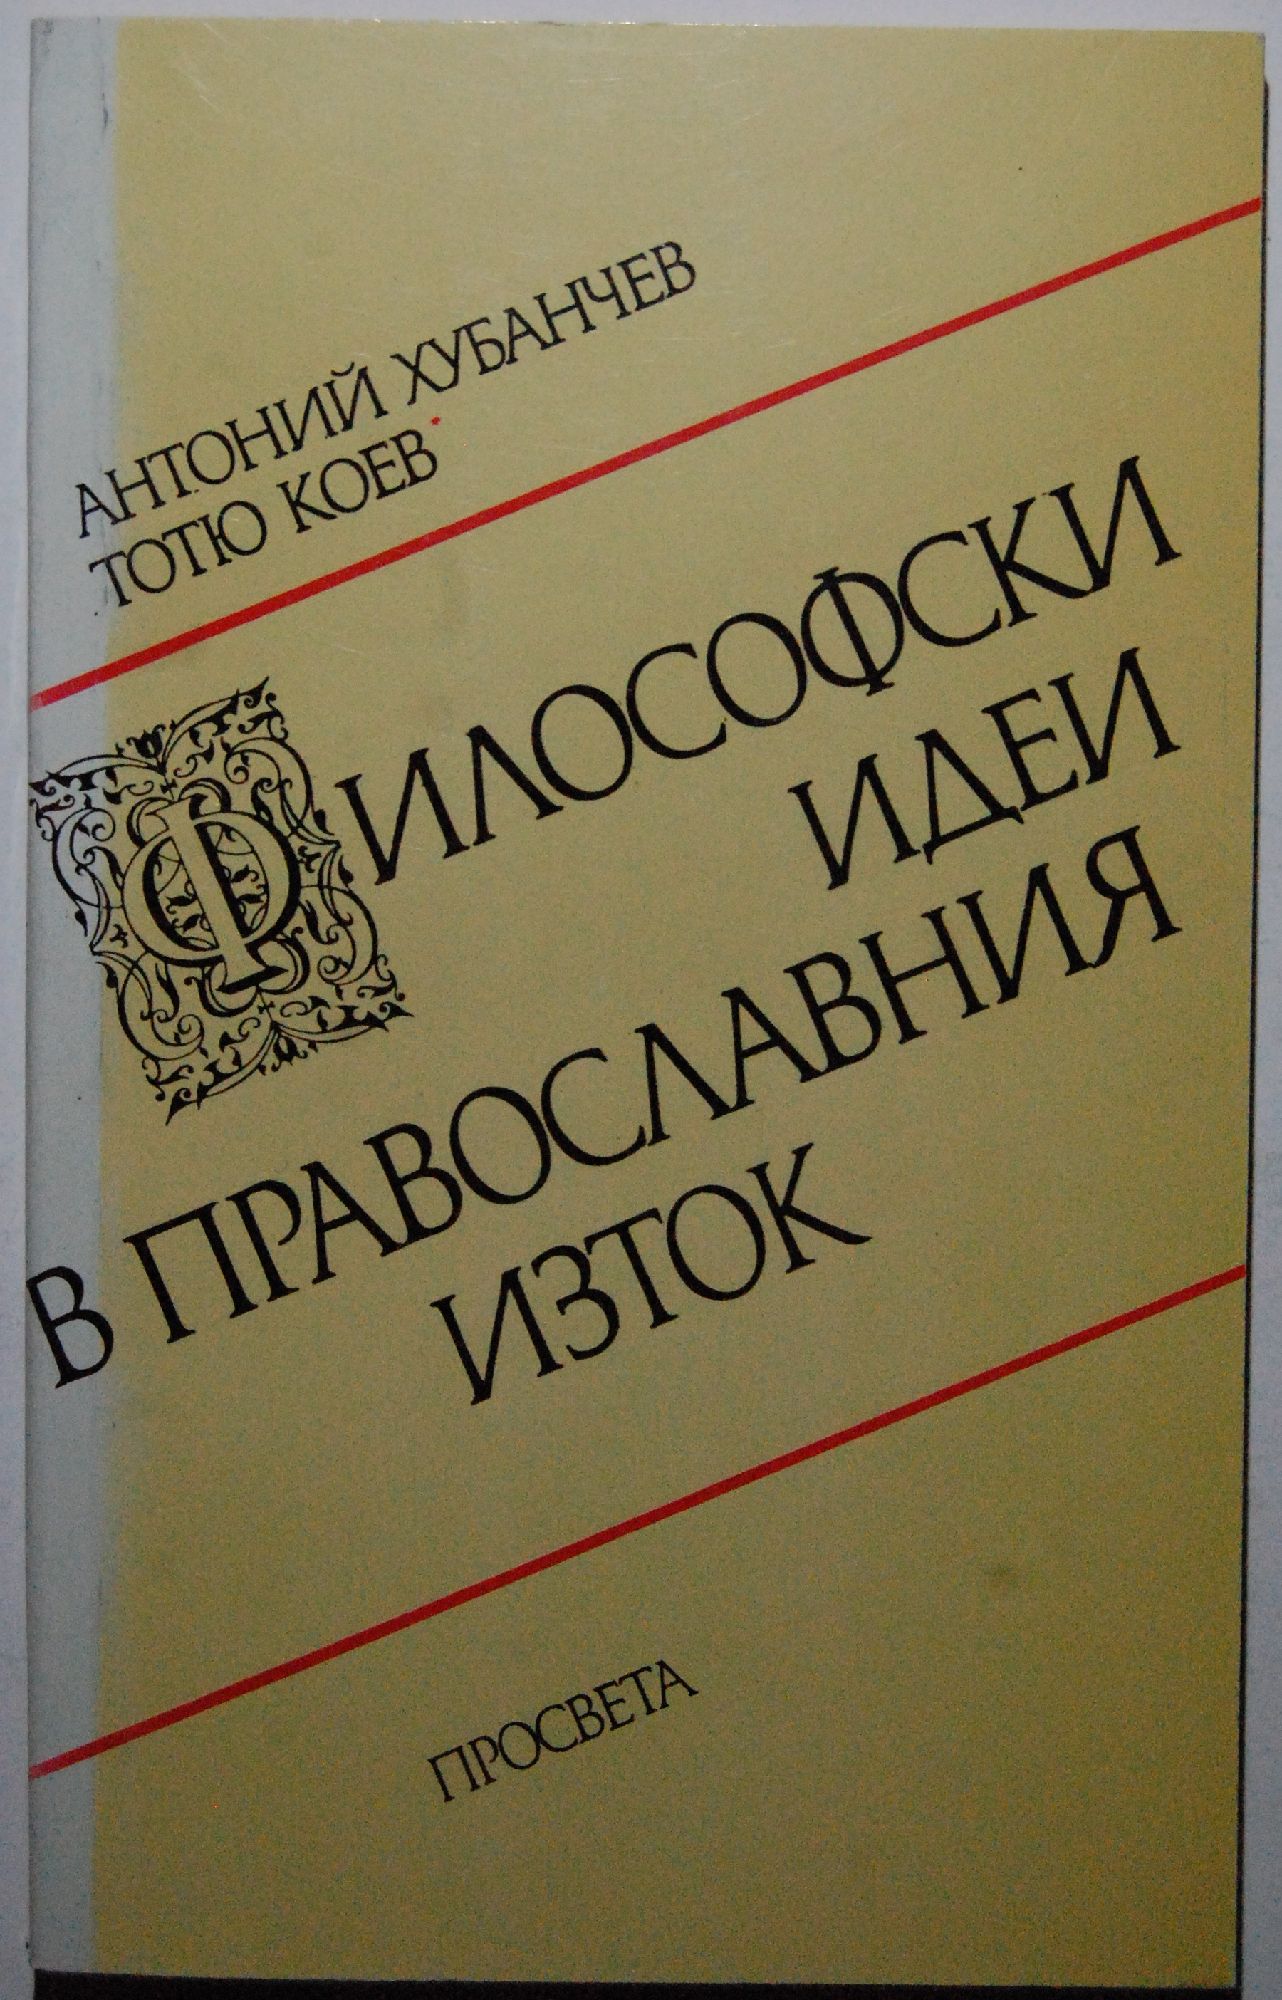 АНТОНИЙ ХУБАНЧЕВ
ТОТЮ КОЕВ
ФИЛОСОФСКИ
ИДЕИ
В ПРАВОСЛАВНИЯ
ИЗТОК
ПРОСВЕТА